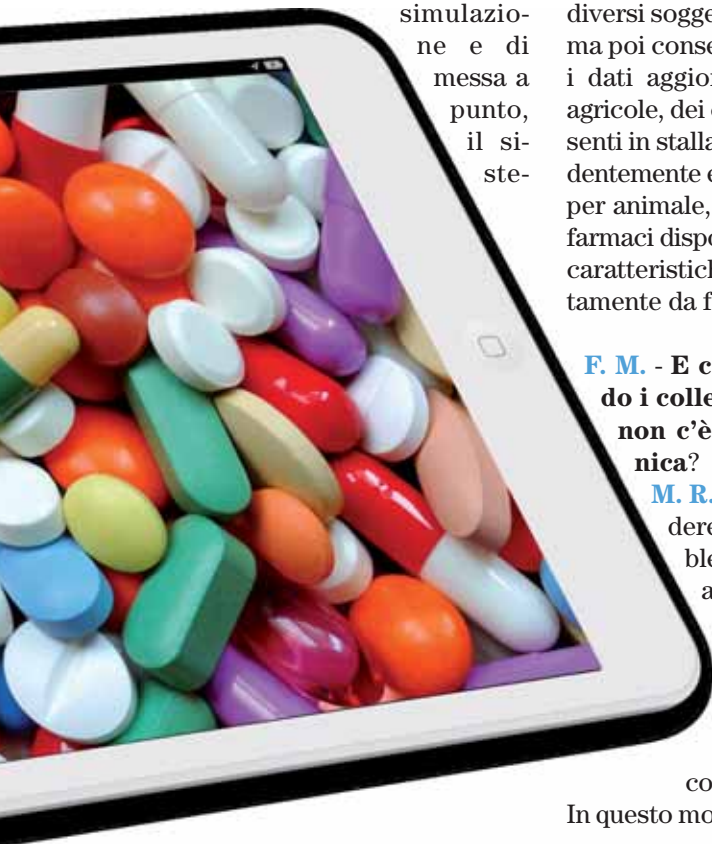 simulazio-
ne e di
messa a
punto,
il si-
ste-
diversi sogge
ma poi conse
i dati aggior
agricole, dei
senti in stalla
dentemente e
per animale,
farmaci dispo
caratteristich
tamente da f
F. M. - E c
do i colle
non c'è
nica?
M. R.
dere
ble
a
co
In questo mo